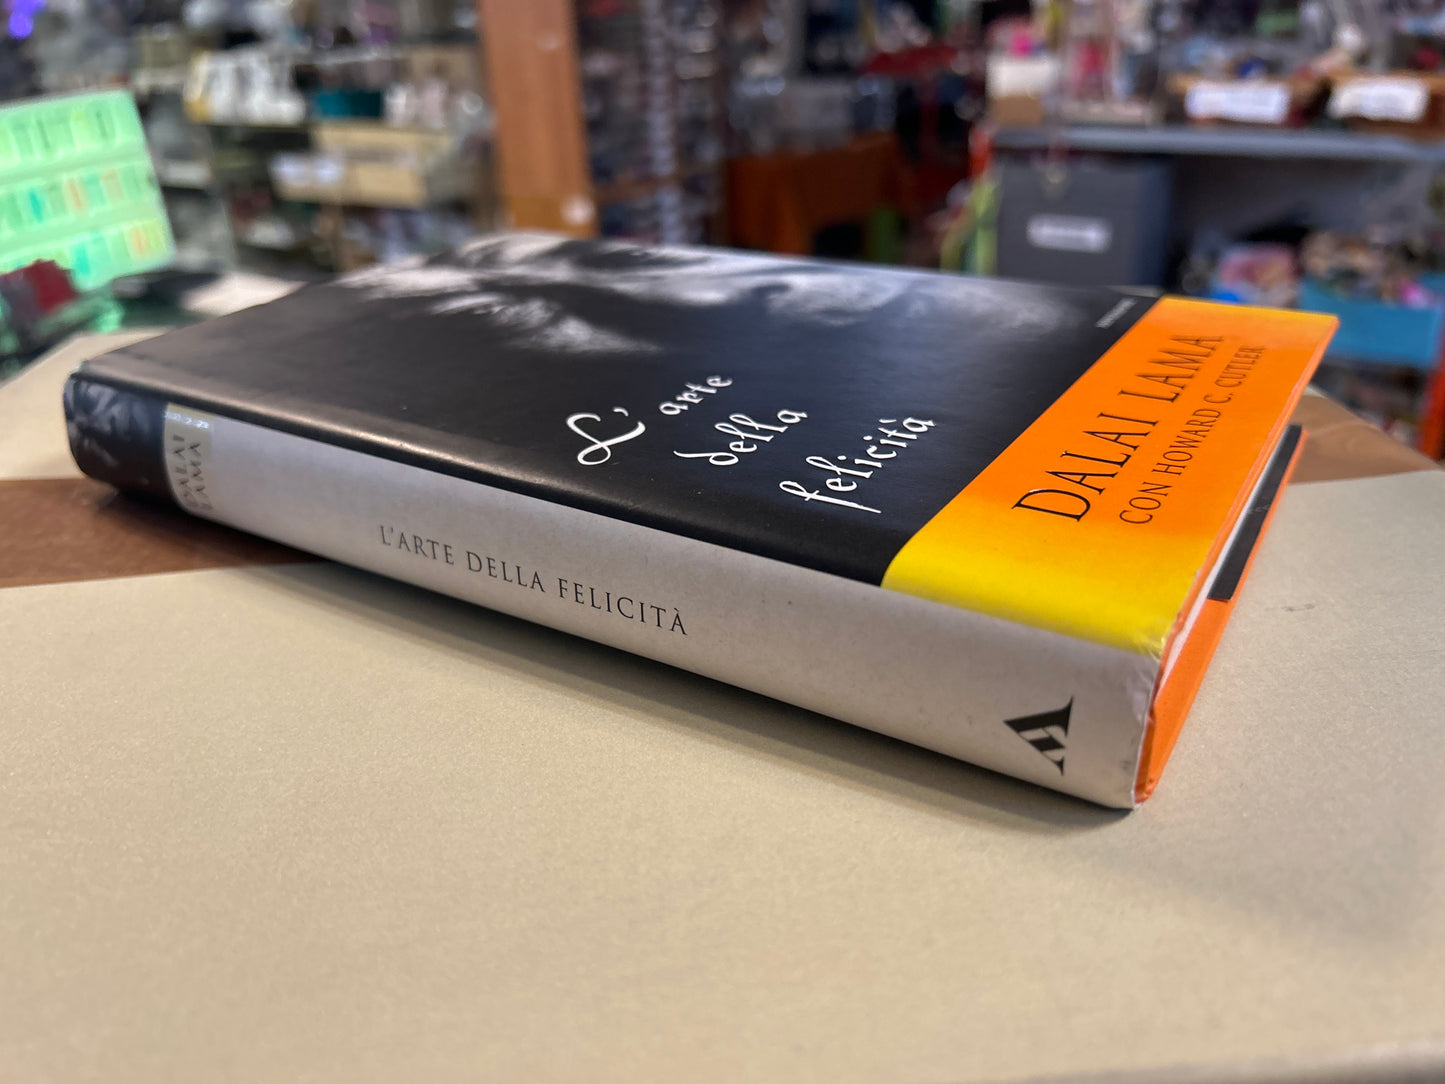 L'arte
della
felicità
DALAI LAMA
CON HOWARD C. CUTLER
DALAI
LAMA
L'ARTE DELLA FELICITÀ